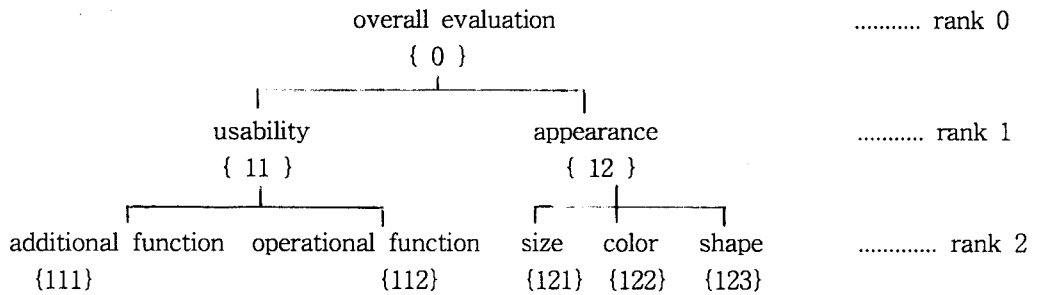 overall evaluation ........... rank 0
{ 0 }
usability appearance ........... rank 1
{ 11 } { 12 }
additional function operational function size color shape ............. rank 2
{111} {112} {121} {122} {123}